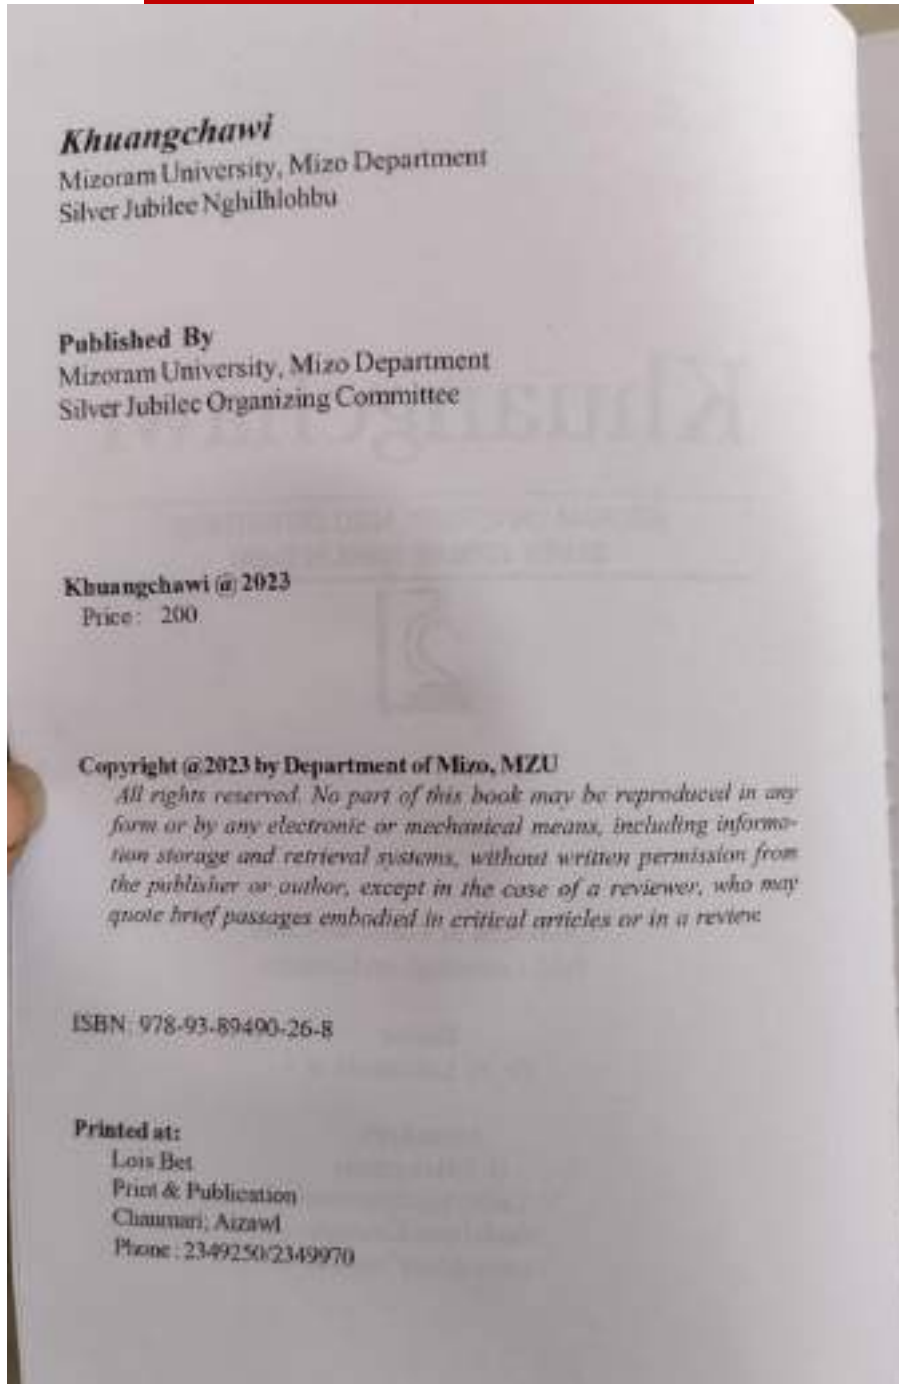 Khuangchawi
Mizoram University, Mizo Department
Silver Jubilee Nghilhlohbu
Published By
Mizoram University, Mizo Department
Silver Jubilee Organizing Committee
Khuangchawi @ 2023
Price : 200
Copyright @ 2023 by Department of Mizo, MZU
All rights reserved. No part of this book may be reproduced in any
form or by any electronic or mechanical means, including informa-
tion storage and retrieval systems, without written permission from
the publisher or author, except in the case of a reviewer, who may
quote brief passages embodied in critical articles or in a review.
ISBN: 978-93-89490-26-8
Printed at:
Lois Bet
Print & Publication
Chanmari; Aizawl
Phone : 2349250/2349970